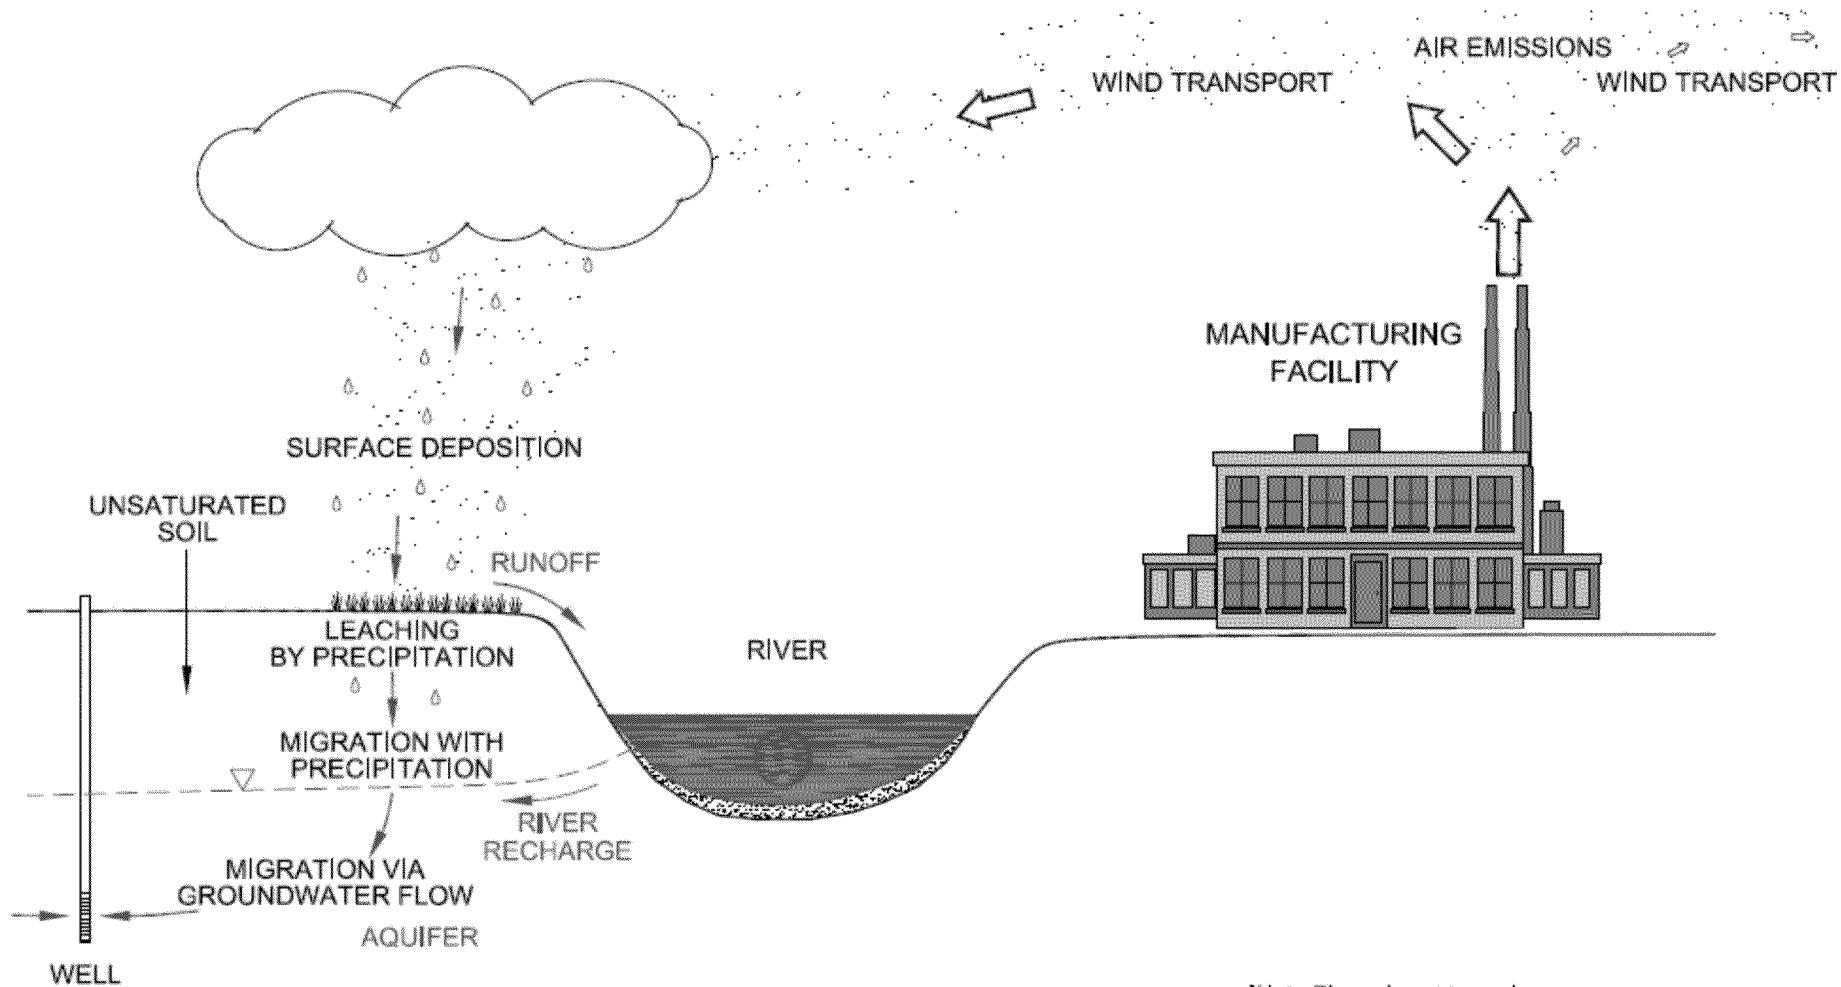 AIR EMISSIONS
WIND TRANSPORT
WIND TRANSPORT
MANUFACTURING
FACILITY
SURFACE DEPOSITION
UNSATURATED
SOIL
RUNOFF
LEACHING
BY PRECIPITATION
RIVER
MIGRATION WITH
PRECIPITATION
RIVER
RECHARGE
MIGRATION VIA
GROUNDWATER FLOW
AQUIFER
WELL